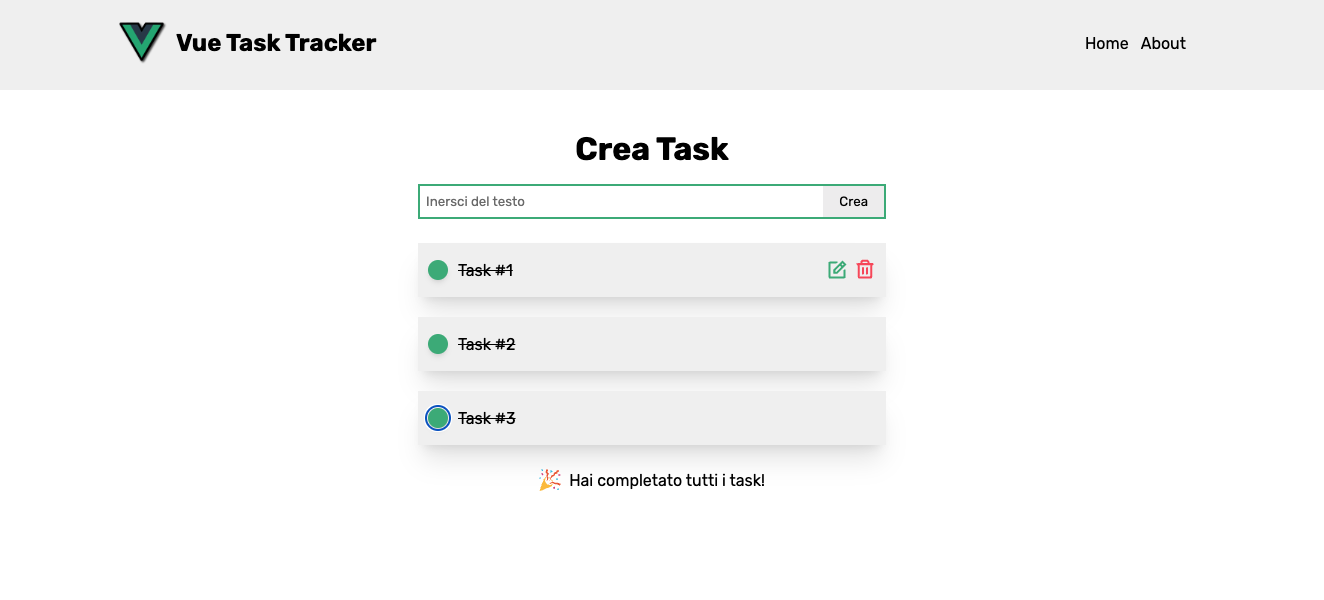 Vue Task Tracker
Home About
Crea Task
Inersci del testo
Crea
Task #1
Task #2
Task #3
Hai completato tutti i task!